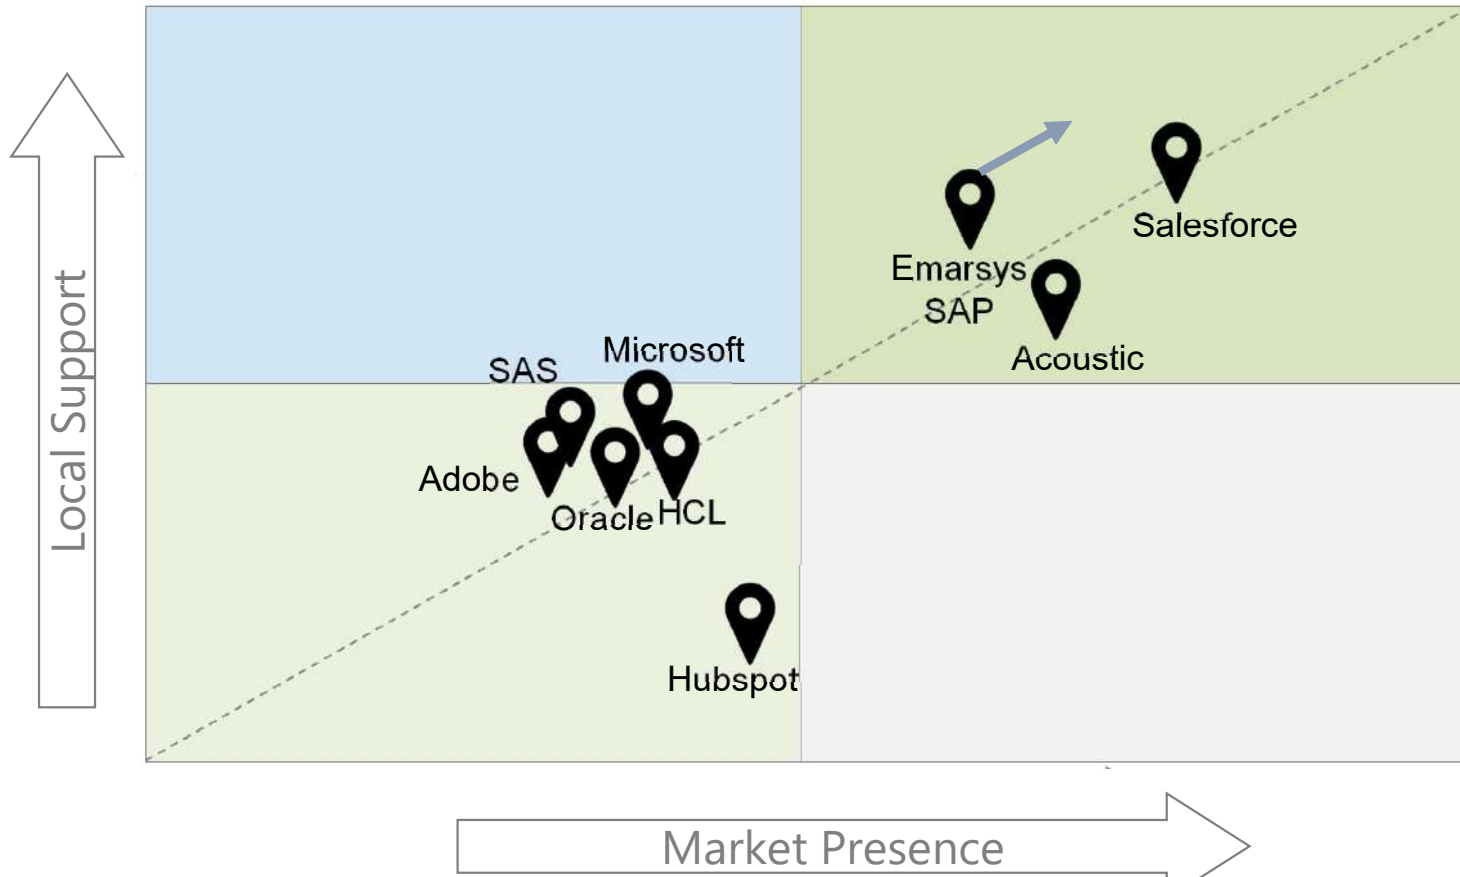 Local Support
Salesforce
Emarsys
SAP
Acoustic
Microsoft
SAS
Adobe
Oracle
HCL
Hubspot
Market Presence